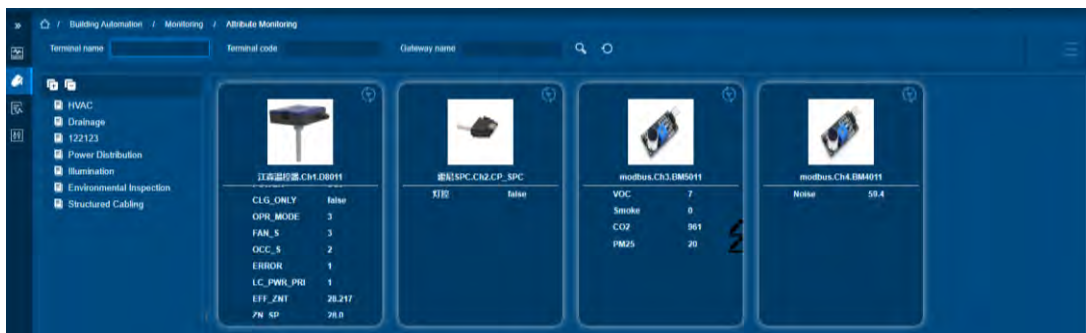 » / Building Automation / Monitoring / Attribute Monitoring
Terminal name Terminal code Gateway name
HVAC
Drainage
122123
Power Distribution
Illumination
Environmental Inspection
Structured Cabling
江森温控器.Ch1.D8011
CLG_ONLY false
OPR_MODE 3
FAN_S 3
OCC_S 2
ERROR 1
LC_PWR_PRI 1
EFF_ZNT 28.217
ZN_SP 28.0
索尼SPC.Ch2.CP_SPC
灯控 false
modbus.Ch3.BM5011
VOC 7
Smoke 0
CO2 961
PM25 20
modbus.Ch4.BM4011
Noise 59.4